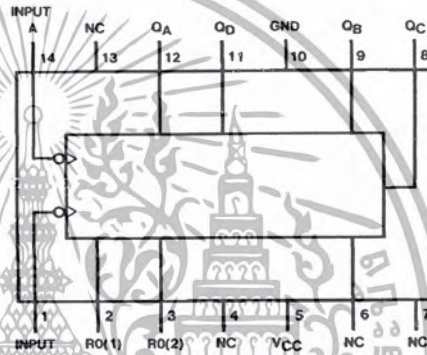 INPUT
A NC QA QD GND QB QC
14 13 12 11 10 9 8
1 2 3 4 5 6 7
INPUT R0(1) R0(2) NC VCC NC NC